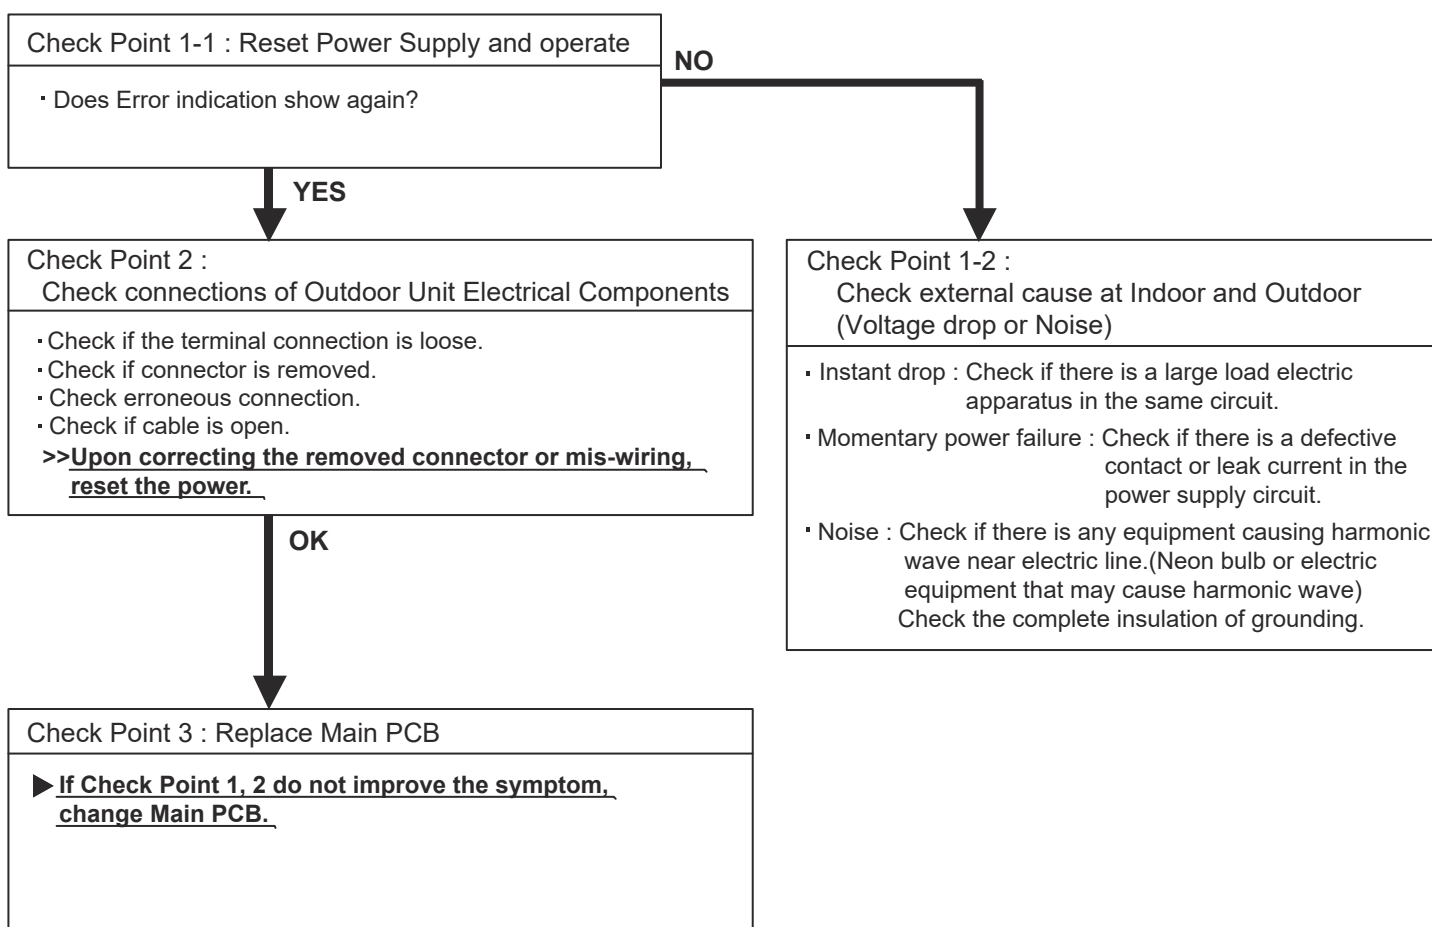 Check Point 1-1 : Reset Power Supply and operate
・Does Error indication show again?
NO
YES
Check Point 2 :
Check connections of Outdoor Unit Electrical Components
・Check if the terminal connection is loose.
・Check if connector is removed.
・Check erroneous connection.
・Check if cable is open.
>>Upon correcting the removed connector or mis-wiring,
reset the power.
OK
Check Point 3 : Replace Main PCB
▶If Check Point 1, 2 do not improve the symptom,
change Main PCB.
Check Point 1-2 :
Check external cause at Indoor and Outdoor
(Voltage drop or Noise)
・Instant drop : Check if there is a large load electric
apparatus in the same circuit.
・Momentary power failure : Check if there is a defective
contact or leak current in the
power supply circuit.
・Noise : Check if there is any equipment causing harmonic
wave near electric line.(Neon bulb or electric
equipment that may cause harmonic wave)
Check the complete insulation of grounding.